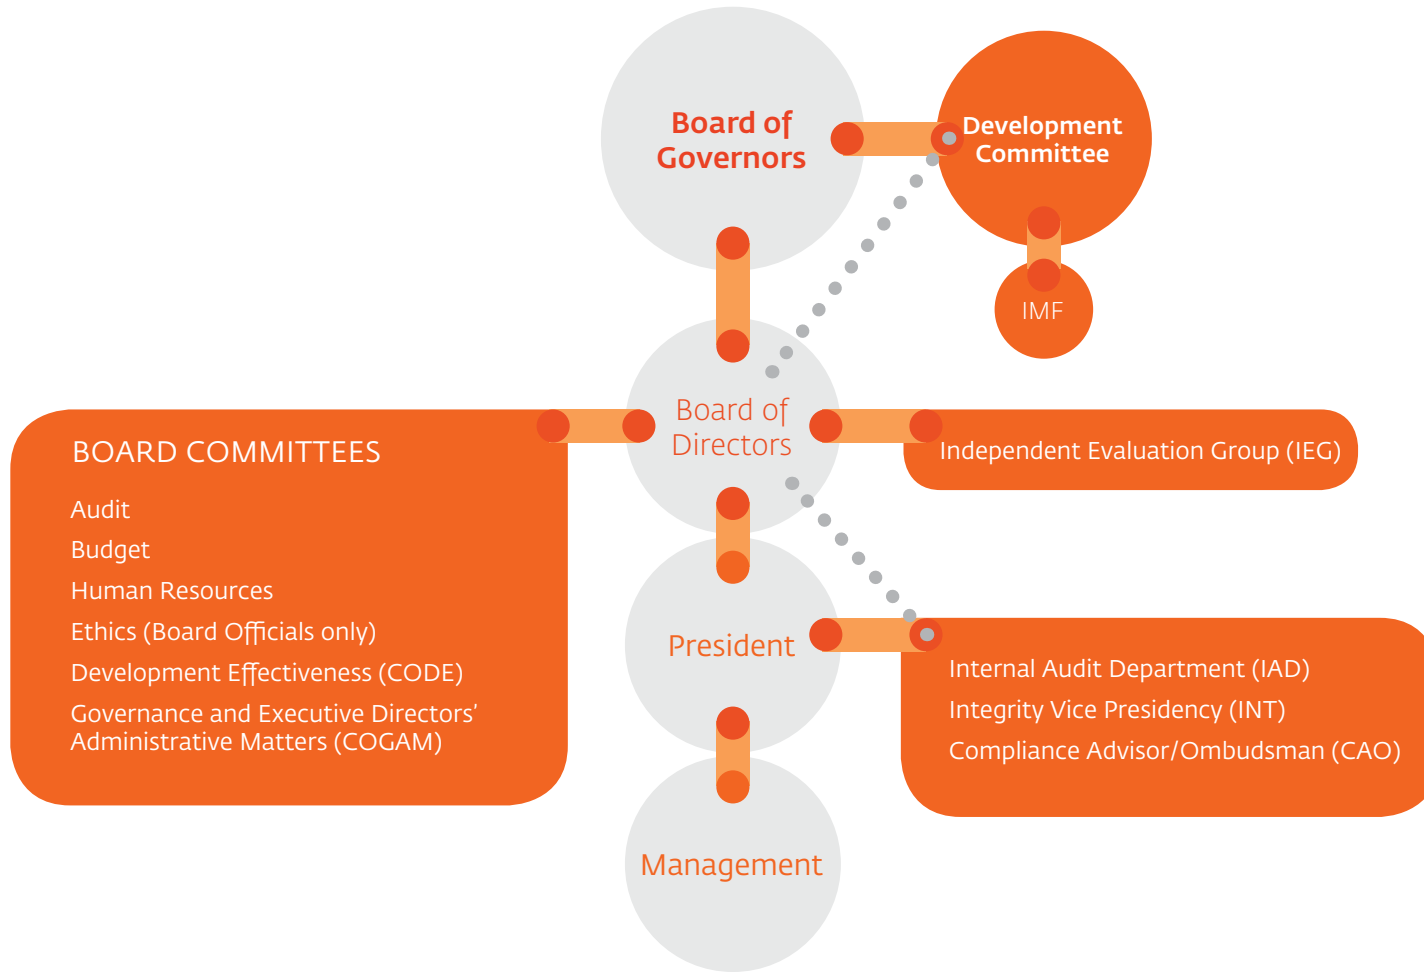 Board of
Governors
Development
Committee
IMF
Board of
Directors
BOARD COMMITTEES
Audit
Budget
Human Resources
Ethics (Board Officials only)
Development Effectiveness (CODE)
Governance and Executive Directors’
Administrative Matters (COGAM)
Independent Evaluation Group (IEG)
President
Internal Audit Department (IAD)
Integrity Vice Presidency (INT)
Compliance Advisor/Ombudsman (CAO)
Management